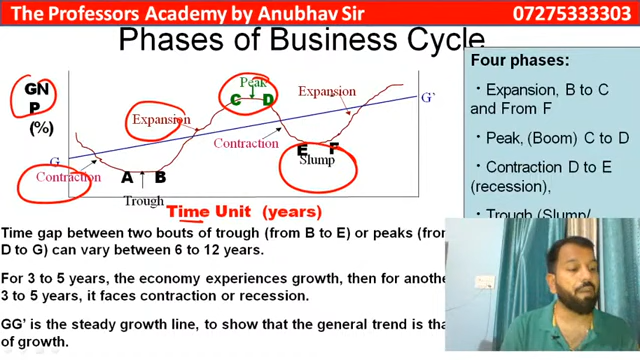 The Professors Academy by Anubhav Sir 07275333303
Phases of Business Cycle
GN
P
(%)
Peak
C D
Expansion
Expansion
G'
Contraction
G
Contraction
A B
Trough
E F
Slump
Time Unit (years)
Time gap between two bouts of trough (from B to E) or peaks (from
D to G) can vary between 6 to 12 years.
For 3 to 5 years, the economy experiences growth, then for another
3 to 5 years, it faces contraction or recession.
GG' is the steady growth line, to show that the general trend is
of growth.
Four phases:
· Expansion, B to C
and From F
· Peak, (Boom) C to D
· Contraction D to E
(recession),
· Trough (Slump/